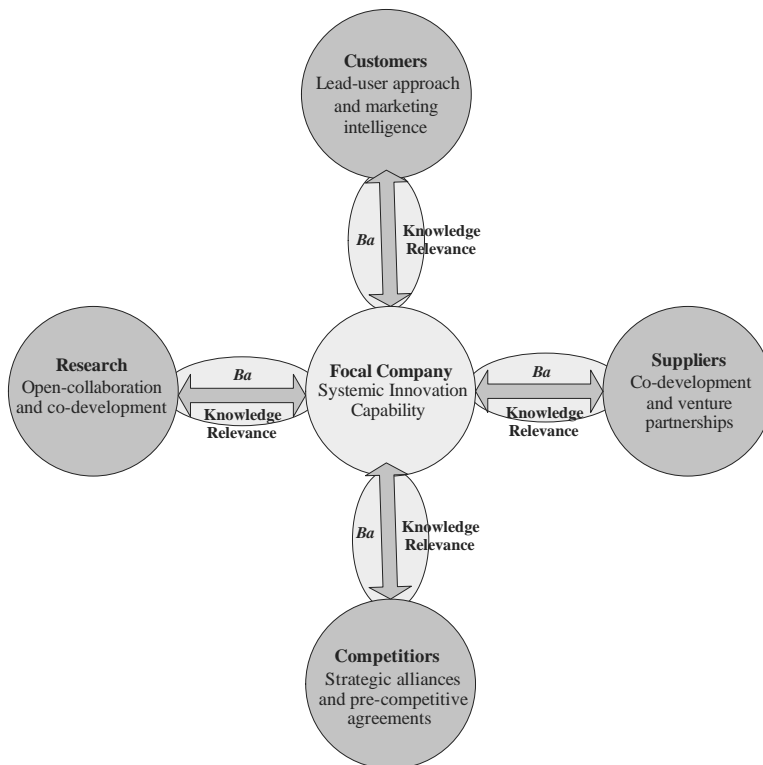 Customers
Lead-user approach
and marketing
intelligence
Ba
Knowledge
Relevance
Research
Open-collaboration
and co-development
Ba
Knowledge
Relevance
Focal Company
Systemic Innovation
Capability
Ba
Knowledge
Relevance
Suppliers
Co-development
and venture
partnerships
Ba
Knowledge
Relevance
Competitiors
Strategic alliances
and pre-competitive
agreements